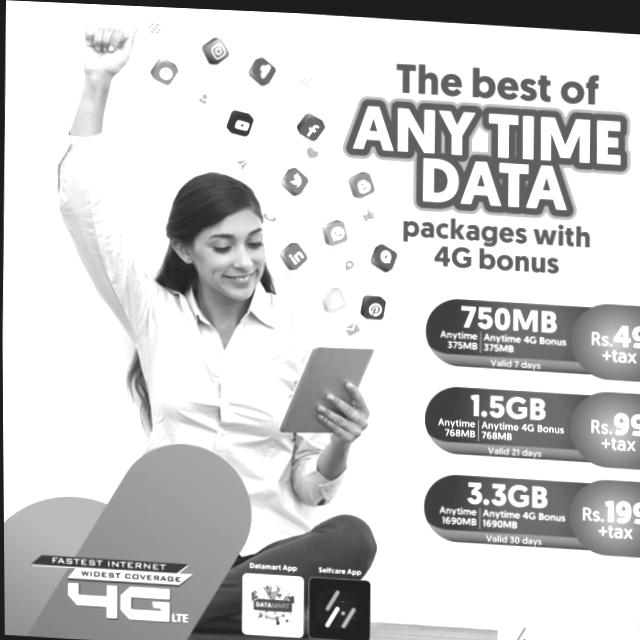 The best of
ANY TIME
DATA
packages with
4G bonus
750MB
Anytime | Anytime 4G Bonus
375MB | 375MB
Valid 7 days
Rs.49
+tax
1.5GB
Anytime | Anytime 4G Bonus
768MB | 768MB
Valid 21 days
Rs.99
+tax
3.3GB
Anytime | Anytime 4G Bonus
1690MB | 1690MB
Valid 30 days
Rs.199
+tax
FASTEST INTERNET
WIDEST COVERAGE
4G LTE
Datamart App
Selfcare App
DATAMART